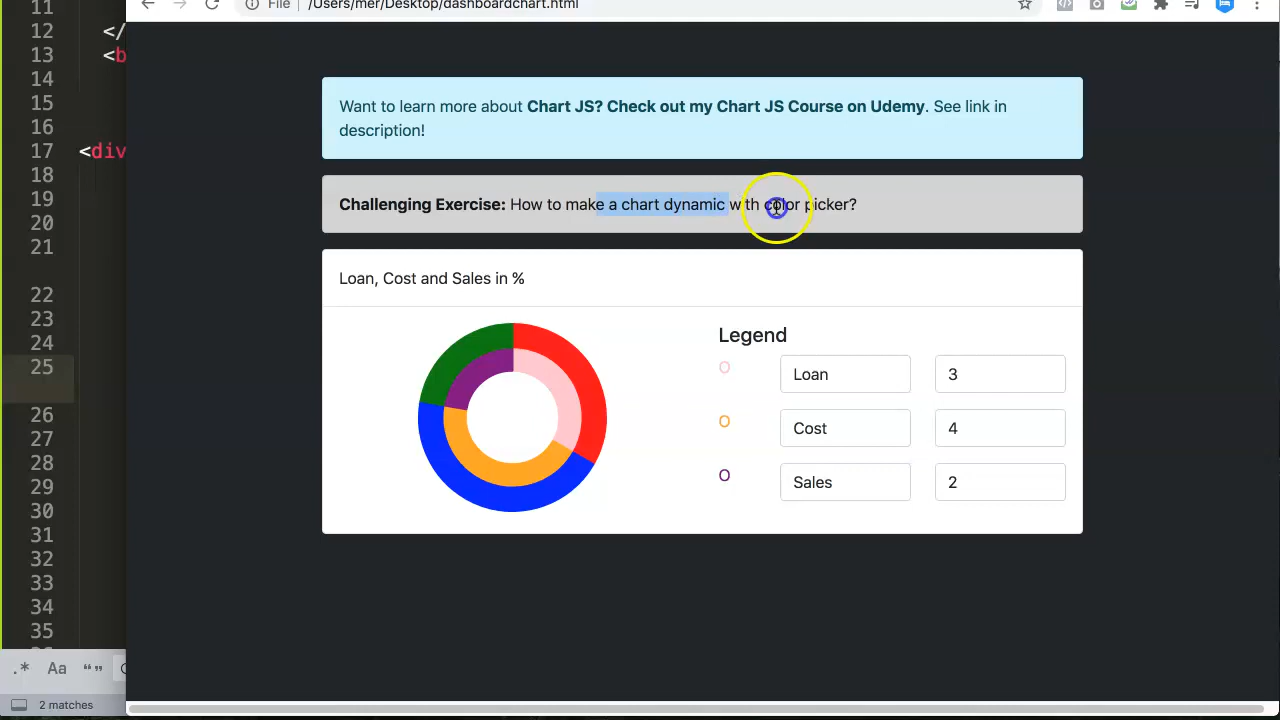 File /Users/mer/Desktop/dashboardchart.html
11
12 </
13 <b
14
15
16
17 <div
18
19
20
21
22
23
24
25
26
27
28
29
30
31
32
33
34
35
Want to learn more about Chart JS? Check out my Chart JS Course on Udemy. See link in
description!
Challenging Exercise: How to make a chart dynamic with color picker?
Loan, Cost and Sales in %
Legend
O Loan 3
O Cost 4
O Sales 2
.* Aa “”
2 matches